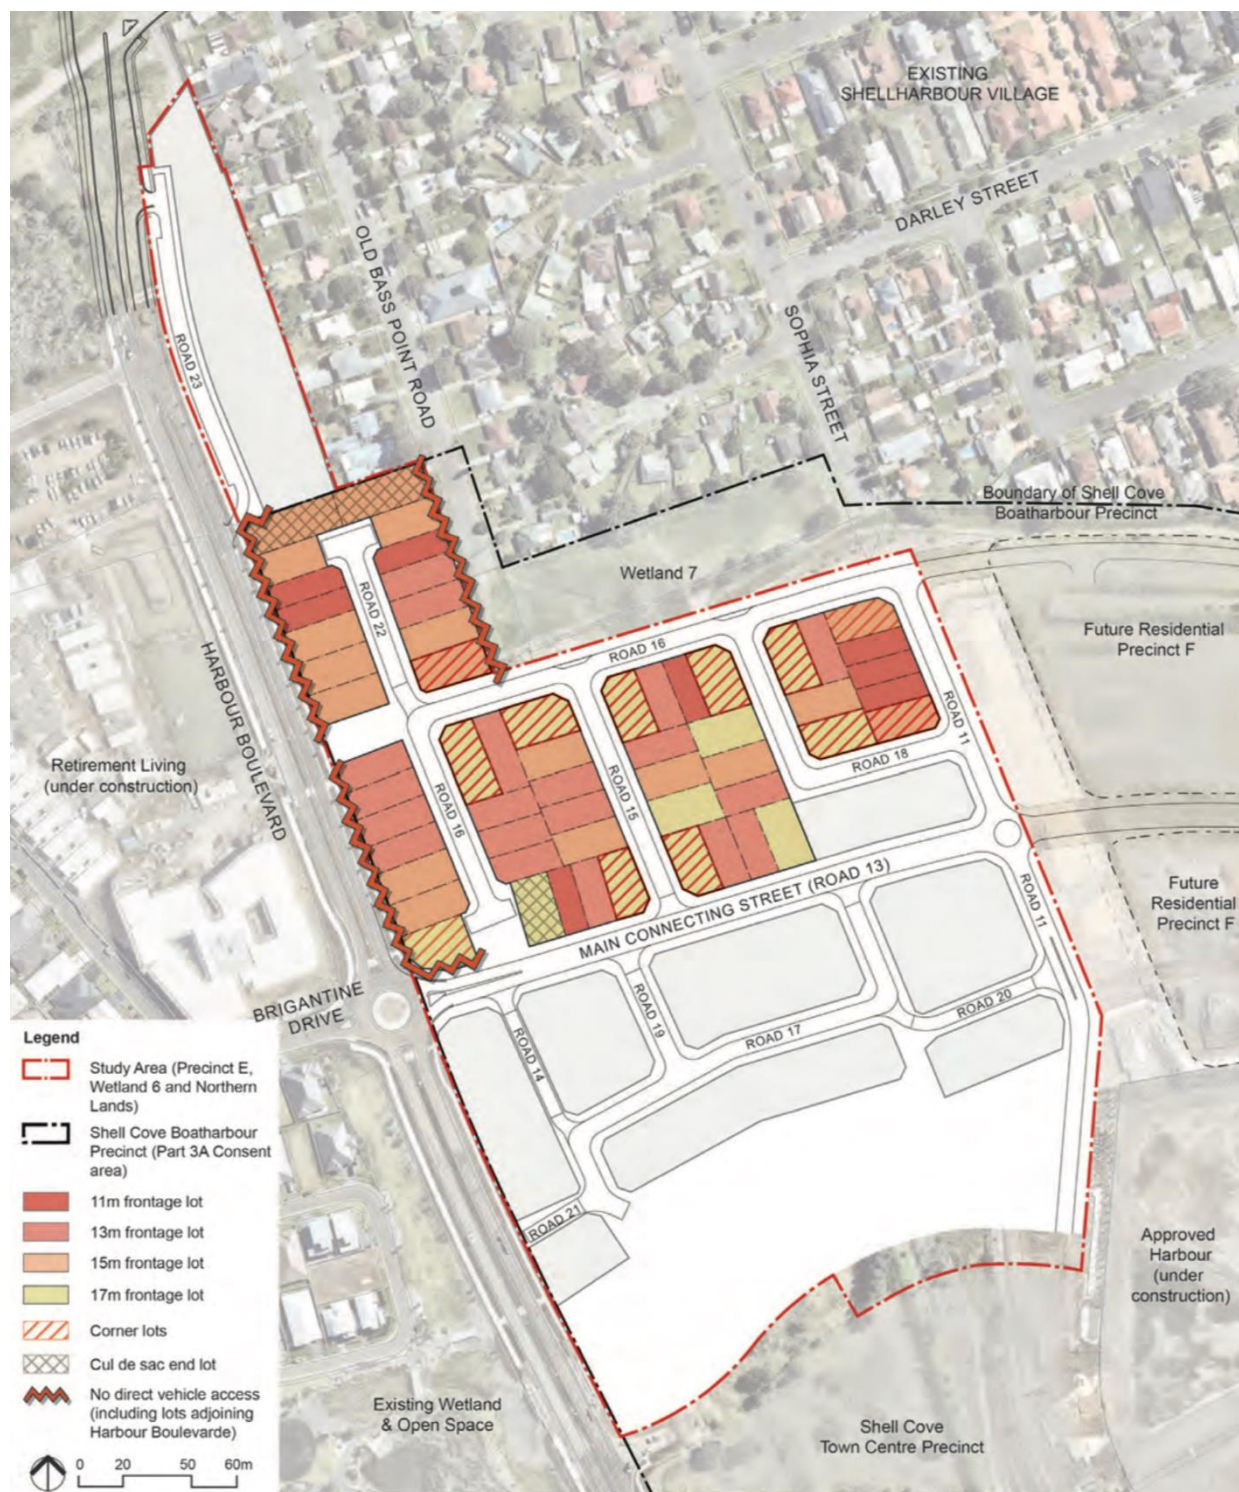 EXISTING
SHELLHARBOUR VILLAGE
DARLEY STREET
OLD BASS POINT ROAD
SOPHIA STREET
ROAD 23
Boundary of Shell Cove
Boatharbour Precinct
Wetland 7
ROAD 22
ROAD 16
Future Residential
Precinct F
HARBOUR BOULEVARD
ROAD 11
Retirement Living
(under construction)
ROAD 18
ROAD 16
ROAD 15
MAIN CONNECTING STREET (ROAD 13)
ROAD 11
Future
Residential
Precinct F
BRIGANTINE
DRIVE
ROAD 19
ROAD 20
ROAD 17
ROAD 14
ROAD 21
Approved
Harbour
(under
construction)
Existing Wetland
& Open Space
Shell Cove
Town Centre Precinct
Legend
Study Area (Precinct E,
Wetland 6 and Northern
Lands)
Shell Cove Boatharbour
Precinct (Part 3A Consent
area)
11m frontage lot
13m frontage lot
15m frontage lot
17m frontage lot
Corner lots
Cul de sac end lot
No direct vehicle access
(including lots adjoining
Harbour Boulevarde)
0 20 50 60m